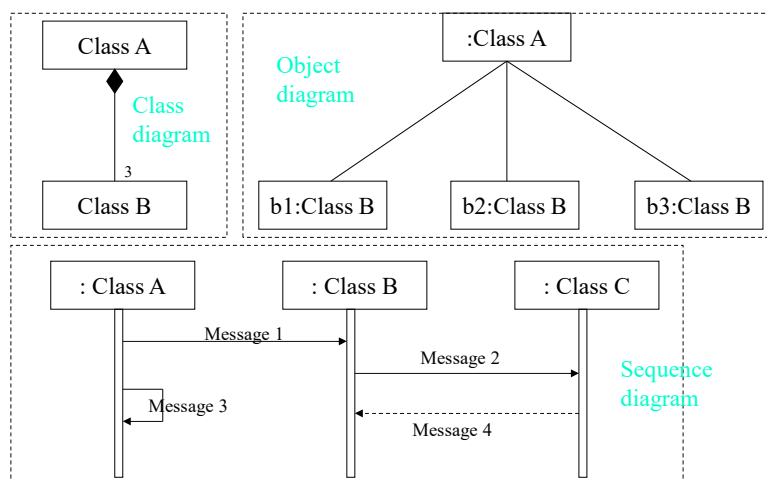 Class A
Class
diagram
3
Class B
:Class A
Object
diagram
b1:Class B
b2:Class B
b3:Class B
: Class A
: Class B
: Class C
Message 1
Message 2
Message 3
Message 4
Sequence
diagram